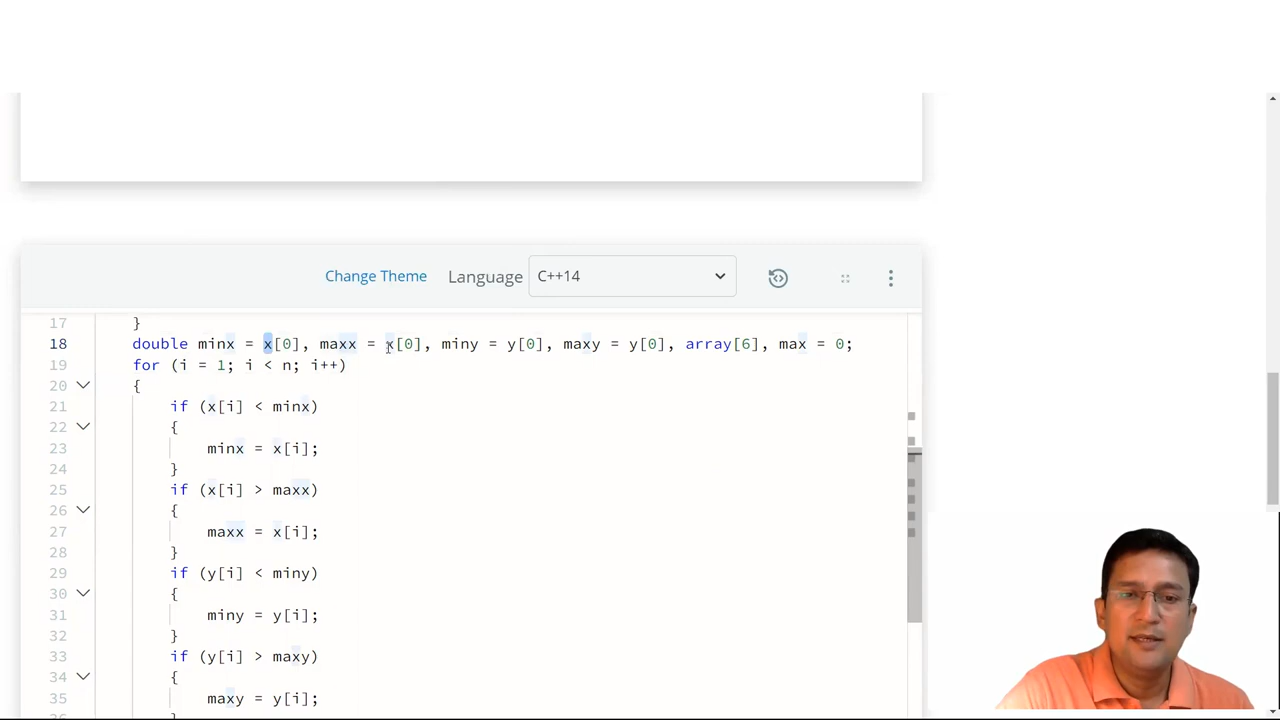 Change Theme Language C++14
17 }
18 double minx = x[0], maxx = x[0], miny = y[0], maxy = y[0], array[6], max = 0;
19 for (i = 1; i < n; i++)
20 {
21 if (x[i] < minx)
22 {
23 minx = x[i];
24 }
25 if (x[i] > maxx)
26 {
27 maxx = x[i];
28 }
29 if (y[i] < miny)
30 {
31 miny = y[i];
32 }
33 if (y[i] > maxy)
34 {
35 maxy = y[i];